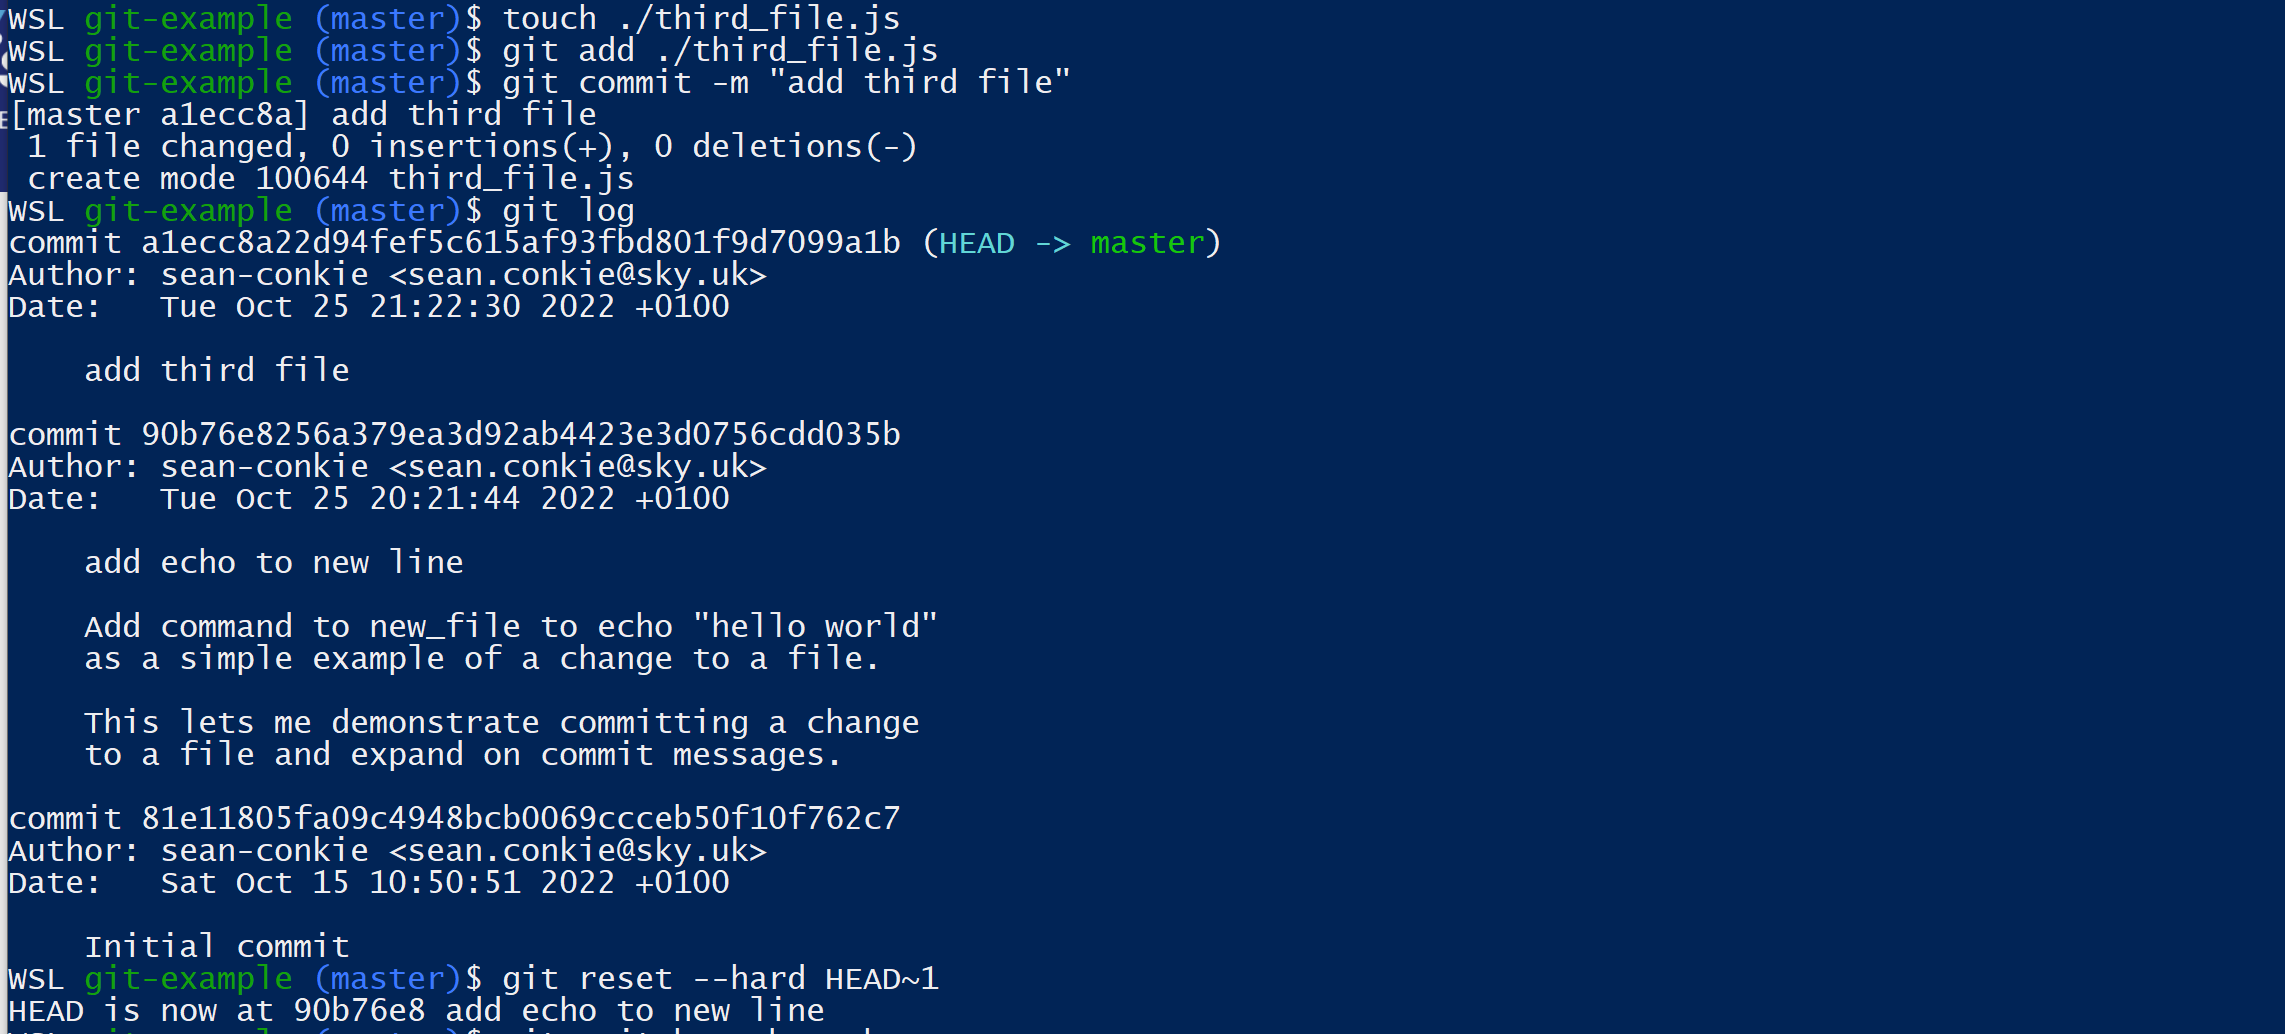 WSL git-example (master)$ touch ./third_file.js
WSL git-example (master)$ git add ./third_file.js
WSL git-example (master)$ git commit -m "add third file"
[master a1ecc8a] add third file
 1 file changed, 0 insertions(+), 0 deletions(-)
 create mode 100644 third_file.js
WSL git-example (master)$ git log
commit a1ecc8a22d94fef5c615af93fbd801f9d7099a1b (HEAD -> master)
Author: sean-conkie <sean.conkie@sky.uk>
Date:   Tue Oct 25 21:22:30 2022 +0100

    add third file

commit 90b76e8256a379ea3d92ab4423e3d0756cdd035b
Author: sean-conkie <sean.conkie@sky.uk>
Date:   Tue Oct 25 20:21:44 2022 +0100

    add echo to new line

    Add command to new_file to echo "hello world"
    as a simple example of a change to a file.

    This lets me demonstrate committing a change
    to a file and expand on commit messages.

commit 81e11805fa09c4948bcb0069ccceb50f10f762c7
Author: sean-conkie <sean.conkie@sky.uk>
Date:   Sat Oct 15 10:50:51 2022 +0100

    Initial commit
WSL git-example (master)$ git reset --hard HEAD~1
HEAD is now at 90b76e8 add echo to new line